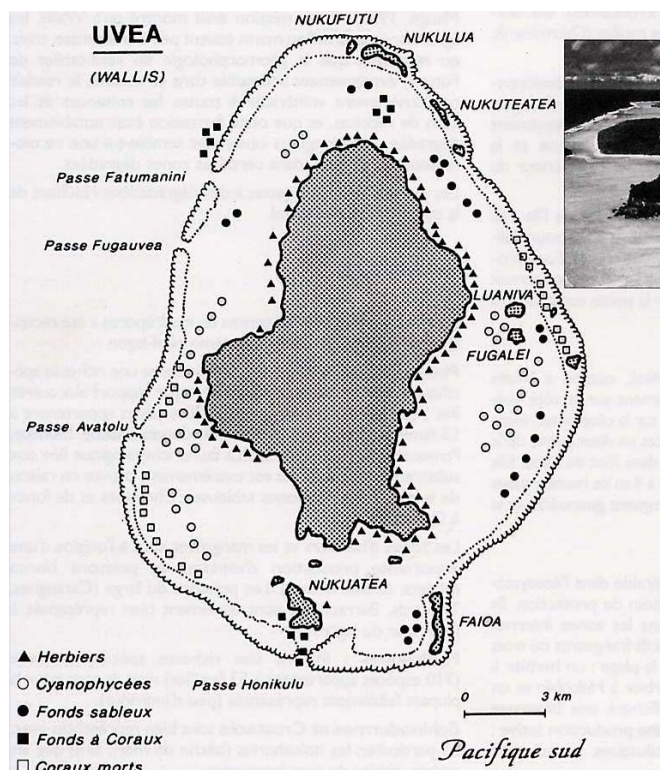 UVEA
(WALLIS)
NUKUFUTU
NUKULUA
NUKUTEATEA
Passe Fatumanini
Passe Fugauvea
LUANIVA
FUGALEI
Passe Avatolu
NUKUATEA
FAIOA
Passe Honikulu
Herbiers
Cyanophycées
Fonds sableux
Fonds Coraux
Coraux morts
0 3 km
Pacifique sud